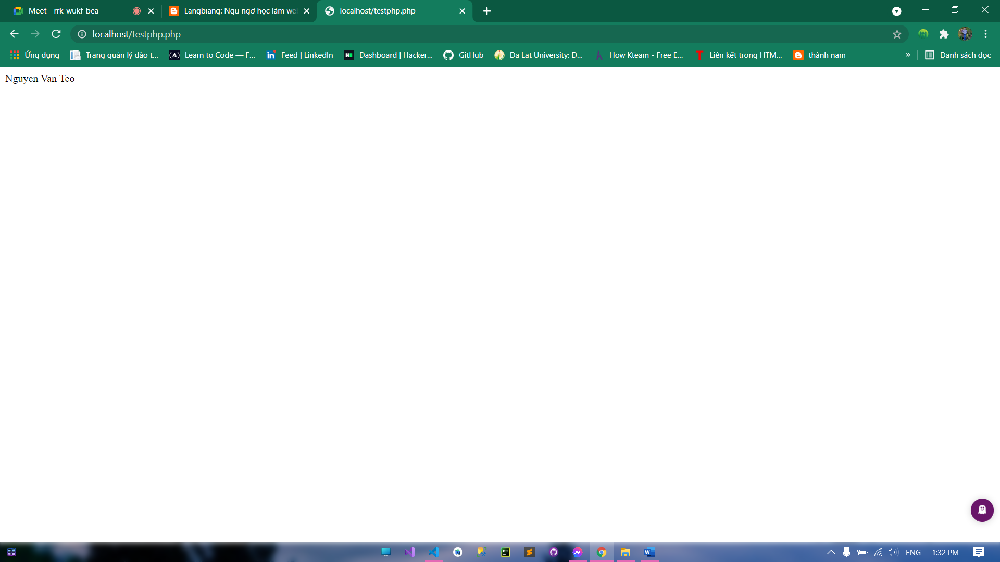 Meet - rrk-wukf-bea
Langbiang: Ngu ngơ học làm we
localhost/testphp.php
localhost/testphp.php
Ứng dụng
Trang quản lý đào t...
Learn to Code — F...
Feed | LinkedIn
Dashboard | Hacker...
GitHub
Da Lat University: Đ...
How Kteam - Free E...
Liên kết trong HTM...
thành nam
»
Danh sách đọc
Nguyen Van Teo
ENG
1:32 PM